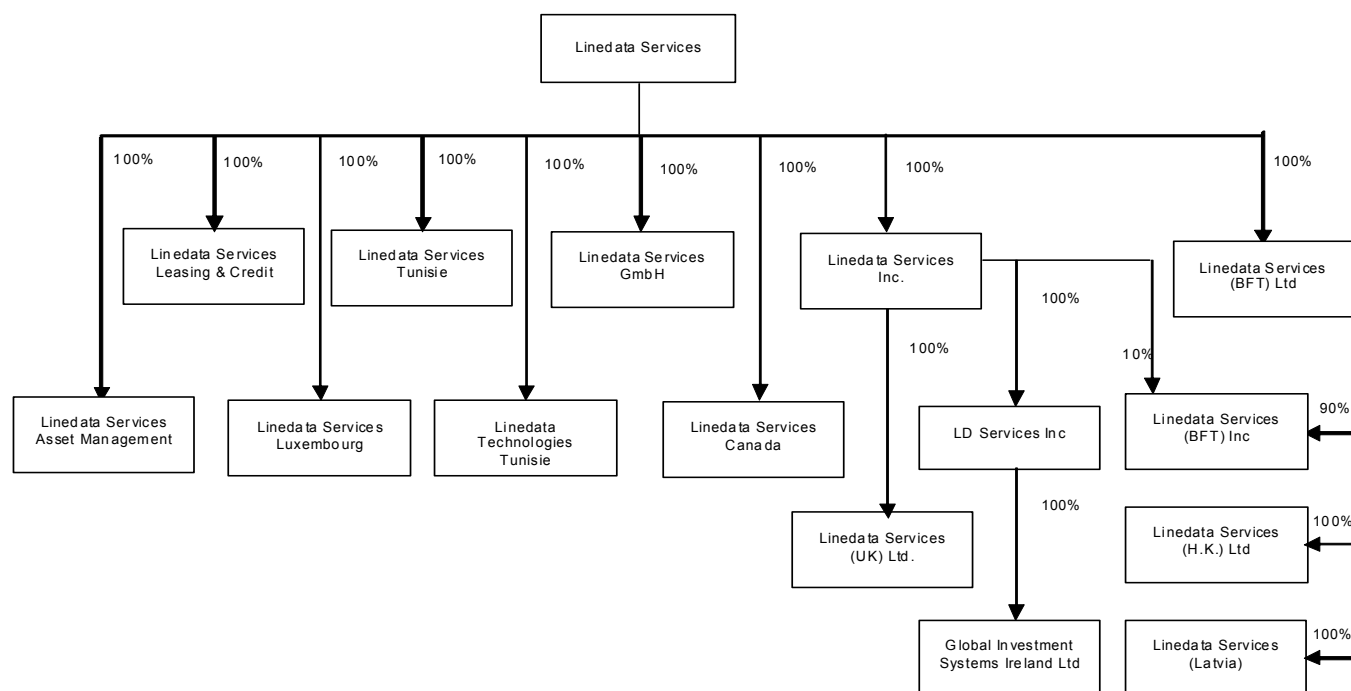 Linedata Services
100%
100%
100%
100%
100%
100%
100%
100%
100%
Linedata Services
Leasing & Credit
Linedata Services
Tunisie
Linedata Services
GmbH
Linedata Services
Inc.
Linedata Services
(BFT) Ltd
100%
100%
10%
Linedata Services
Asset Management
Linedata Services
Luxembourg
Linedata
Technologies
Tunisie
Linedata Services
Canada
LD Services Inc
Linedata Services
(BFT) Inc
90%
100%
Linedata Services
(UK) Ltd.
Linedata Services
(H.K.) Ltd
100%
Global Investment
Systems Ireland Ltd
Linedata Services
(Latvia)
100%